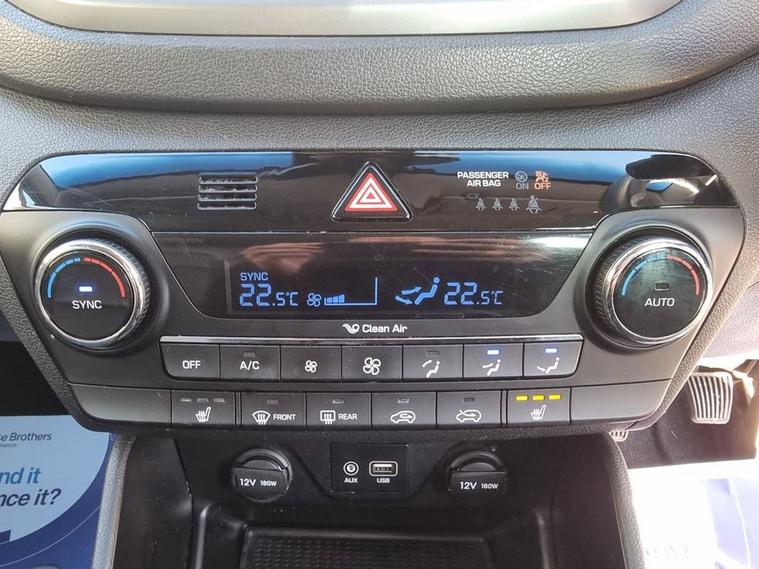 PASSENGER
AIR BAG
ON
OFF
SYNC
22.5°C
22.5°C
SYNC
AUTO
Clean Air
OFF
A/C
FRONT
REAR
se Brothers
nd it
nce it?
12V 180W
AUX
USB
12V 180W